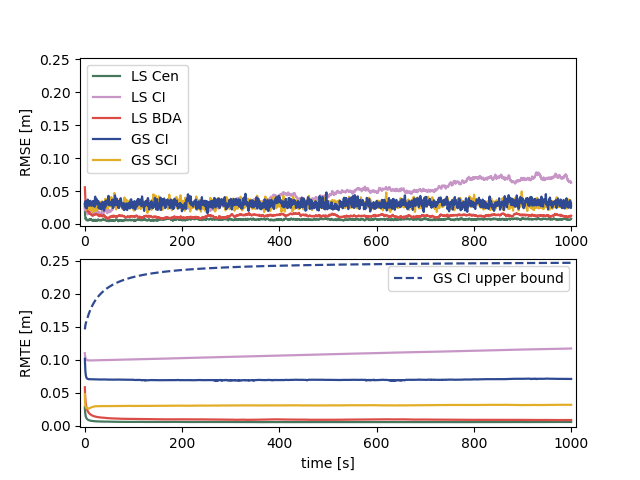 0.25
0.20
0.15
0.10
0.05
0.00
RMSE [m]
LS Cen
LS CI
LS BDA
GS CI
GS SCI
0 200 400 600 800 1000
0.25
0.20
0.15
0.10
0.05
0.00
RMTE [m]
GS CI upper bound
0 200 400 600 800 1000
time [s]